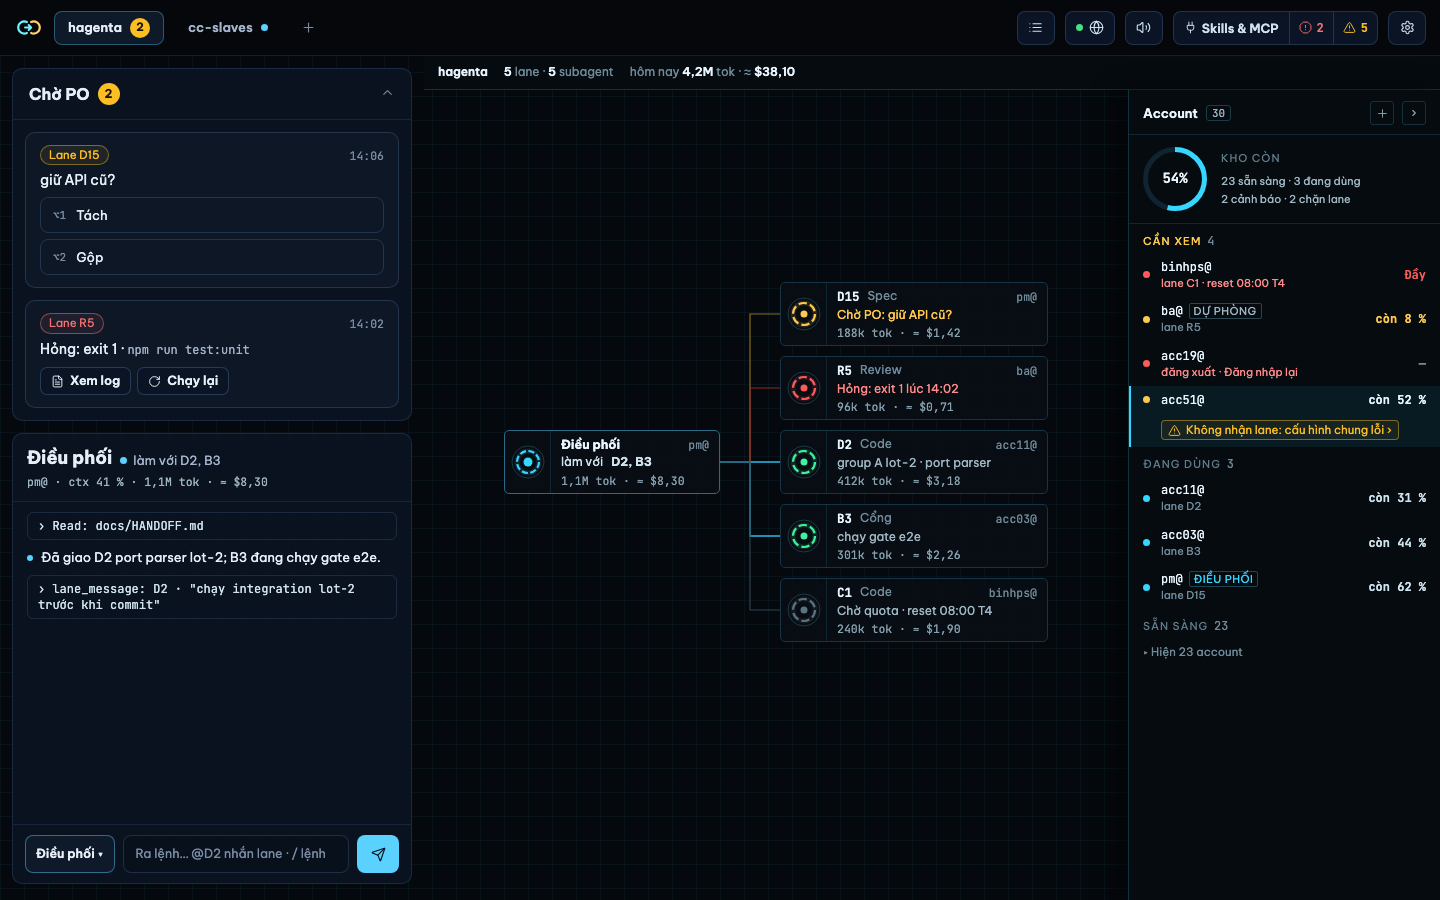 hagenta 2
cc-slaves
Skills & MCP 2 5
Chờ PO 2
Lane D15 14:06
giữ API cũ?
⌥1 Tách
⌥2 Gộp
Lane R5 14:02
Hỏng: exit 1 · npm run test:unit
Xem log Chạy lại
Điều phối làm với D2, B3
pm@ · ctx 41 % · 1,1M tok · ≈ $8,30
› Read: docs/HANDOFF.md
Đã giao D2 port parser lot-2; B3 đang chạy gate e2e.
› lane_message: D2 · "chạy integration lot-2
trước khi commit"
Điều phối ▾ Ra lệnh... @D2 nhắn lane · / lệnh
hagenta 5 lane · 5 subagent hôm nay 4,2M tok · ≈ $38,10
Điều phối pm@
làm với D2, B3
1,1M tok · ≈ $8,30
D15 Spec pm@
Chờ PO: giữ API cũ?
188k tok · ≈ $1,42
R5 Review ba@
Hỏng: exit 1 lúc 14:02
96k tok · ≈ $0,71
D2 Code acc11@
group A lot-2 · port parser
412k tok · ≈ $3,18
B3 Cổng acc03@
chạy gate e2e
301k tok · ≈ $2,26
C1 Code binhps@
Chờ quota · reset 08:00 T4
240k tok · ≈ $1,90
Account 30
54%
KHO CÒN
23 sẵn sàng · 3 đang dùng
2 cảnh báo · 2 chặn lane
CẦN XEM 4
binhps@ Đầy
lane C1 · reset 08:00 T4
ba@ DỰ PHÒNG còn 8 %
lane R5
acc19@ —
đăng xuất · Đăng nhập lại
acc51@ còn 52 %
Không nhận lane: cấu hình chung lỗi ›
ĐANG DÙNG 3
acc11@ còn 31 %
lane D2
acc03@ còn 44 %
lane B3
pm@ ĐIỀU PHỐI còn 62 %
lane D15
SẴN SÀNG 23
▸ Hiện 23 account